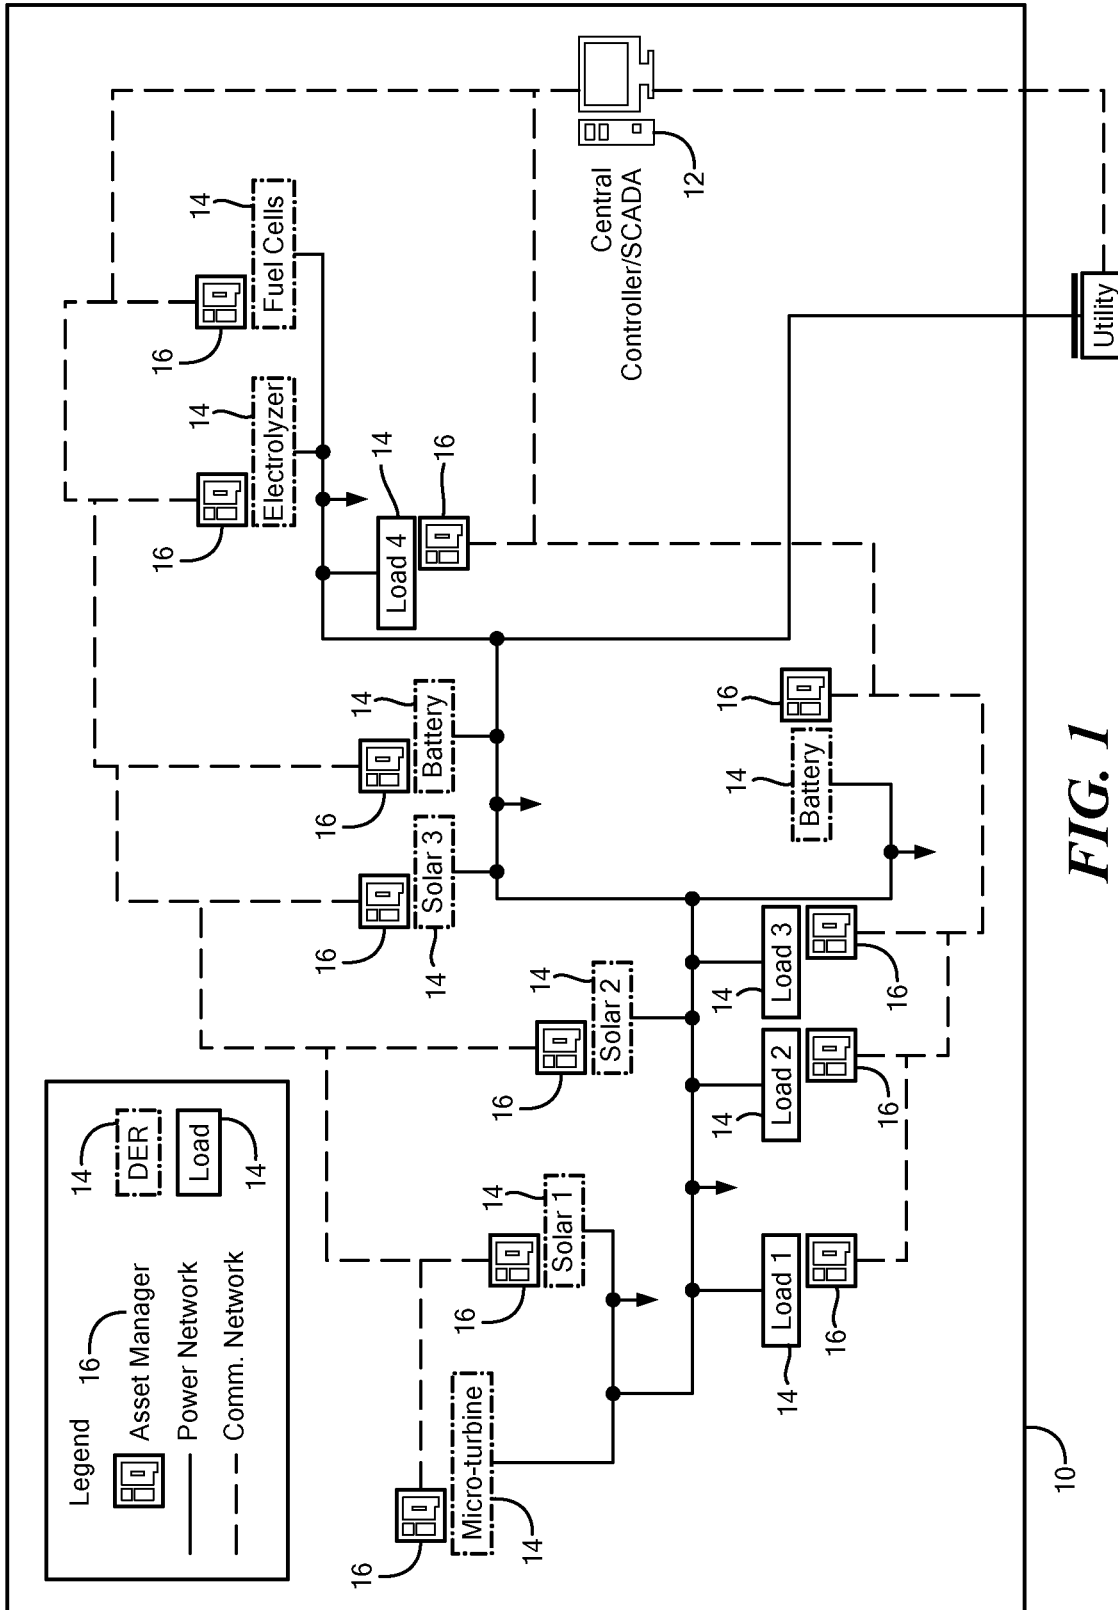 Legend
16
Asset Manager
Power Network
Comm. Network
14
DER
Load
14
16
Micro-turbine
14
16
Solar 1
14
16
Solar 2
14
16
Solar 3
14
16
Battery
14
16
Electrolyzer
14
16
Fuel Cells
14
Load 4
14
16
Load 1
14
16
Load 2
14
16
Load 3
14
16
Battery
14
16
Central
Controller/SCADA
12
Utility
10
FIG. 1